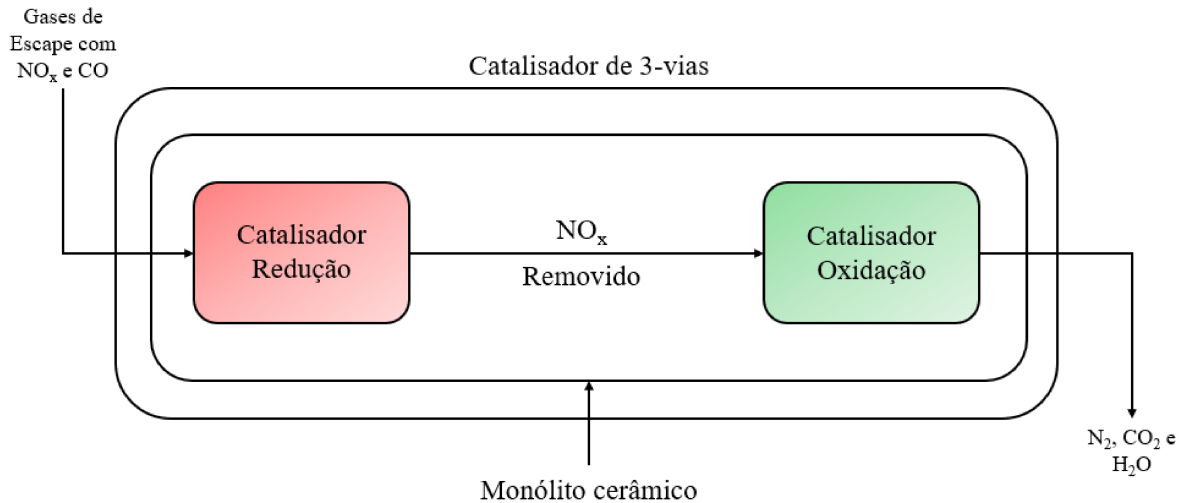 Gases de
Escape com
NOₓ e CO
Catalisador de 3-vias
Catalisador
Redução
NOₓ
Removido
Catalisador
Oxidação
Monólito cerâmico
N₂, CO₂ e
H₂O